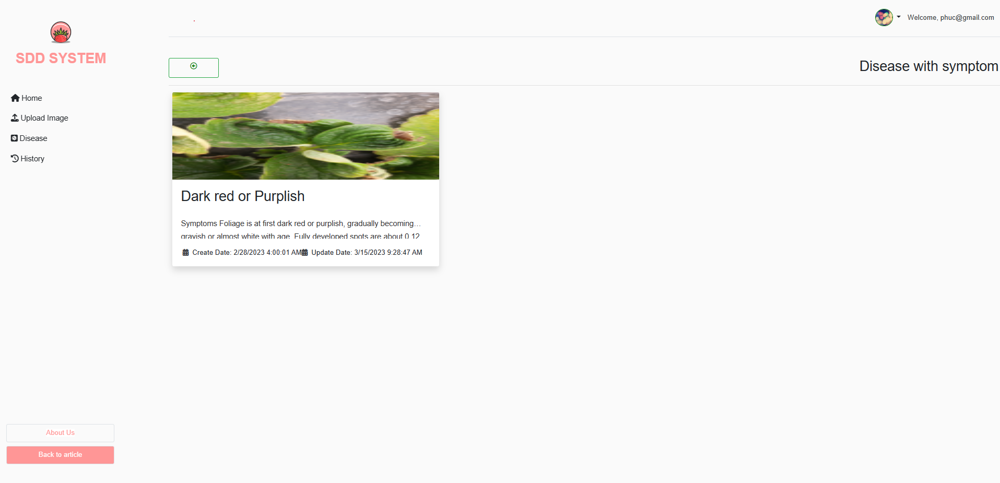 Welcome, phuc@gmail.com
SDD SYSTEM
Disease with symptom
Home
Upload Image
Disease
History
Dark red or Purplish
Symptoms Foliage is at first dark red or purplish, gradually becoming…
grayish or almost white with age. Fully developed spots are about 0.12
Create Date: 2/28/2023 4:00:01 AM Update Date: 3/15/2023 9:28:47 AM
About Us
Back to article